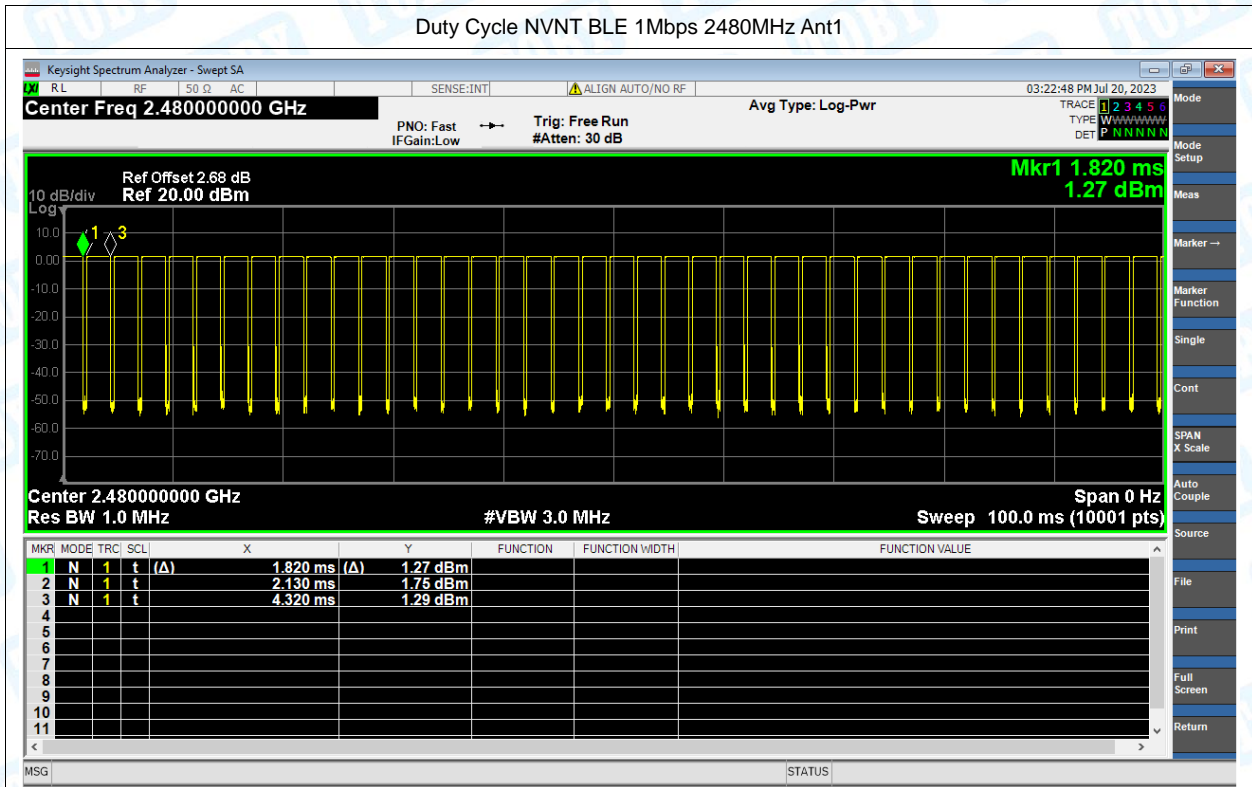 Duty Cycle NVNT BLE 1Mbps 2480MHz Ant1
Keysight Spectrum Analyzer - Swept SA
LXI RL RF 50 Ω AC SENSE:INT ALIGN AUTO/NO RF 03:22:48 PM Jul 20, 2023
Center Freq 2.480000000 GHz
PNO: Fast
IFGain:Low
Trig: Free Run
#Atten: 30 dB
Avg Type: Log-Pwr
TRACE 1 2 3 4 5 6
TYPE WWWWWWW
DET P N N N N N
Ref Offset 2.68 dB
10 dB/div Ref 20.00 dBm
Log
Mkr1 1.820 ms
1.27 dBm
10.0
0.00
-10.0
-20.0
-30.0
-40.0
-50.0
-60.0
-70.0
1 3
Center 2.480000000 GHz Span 0 Hz
Res BW 1.0 MHz #VBW 3.0 MHz Sweep 100.0 ms (10001 pts)
MKR MODE TRC SCL X Y FUNCTION FUNCTION WIDTH FUNCTION VALUE
1 N 1 t (Δ) 1.820 ms (Δ) 1.27 dBm
2 N 1 t 2.130 ms 1.75 dBm
3 N 1 t 4.320 ms 1.29 dBm
4
5
6
7
8
9
10
11
MSG STATUS
Mode
Mode
Setup
Meas
Marker →
Marker
Function
Single
Cont
SPAN
X Scale
Auto
Couple
Source
File
Print
Full
Screen
Return
TOBY